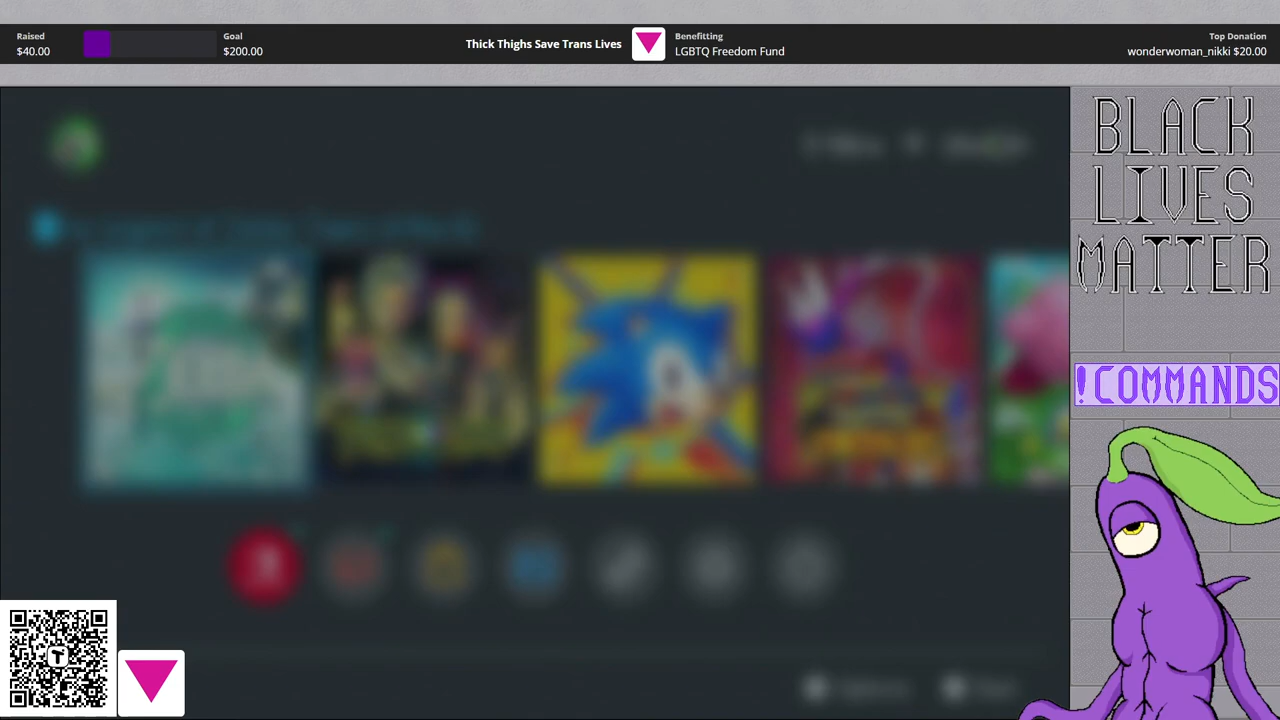 Raised
$40.00
Goal
$200.00
Thick Thighs Save Trans Lives
Benefitting
LGBTQ Freedom Fund
Top Donation
wonderwoman_nikki $20.00
BLACK
LIVES
MATTER
!COMMANDS
T